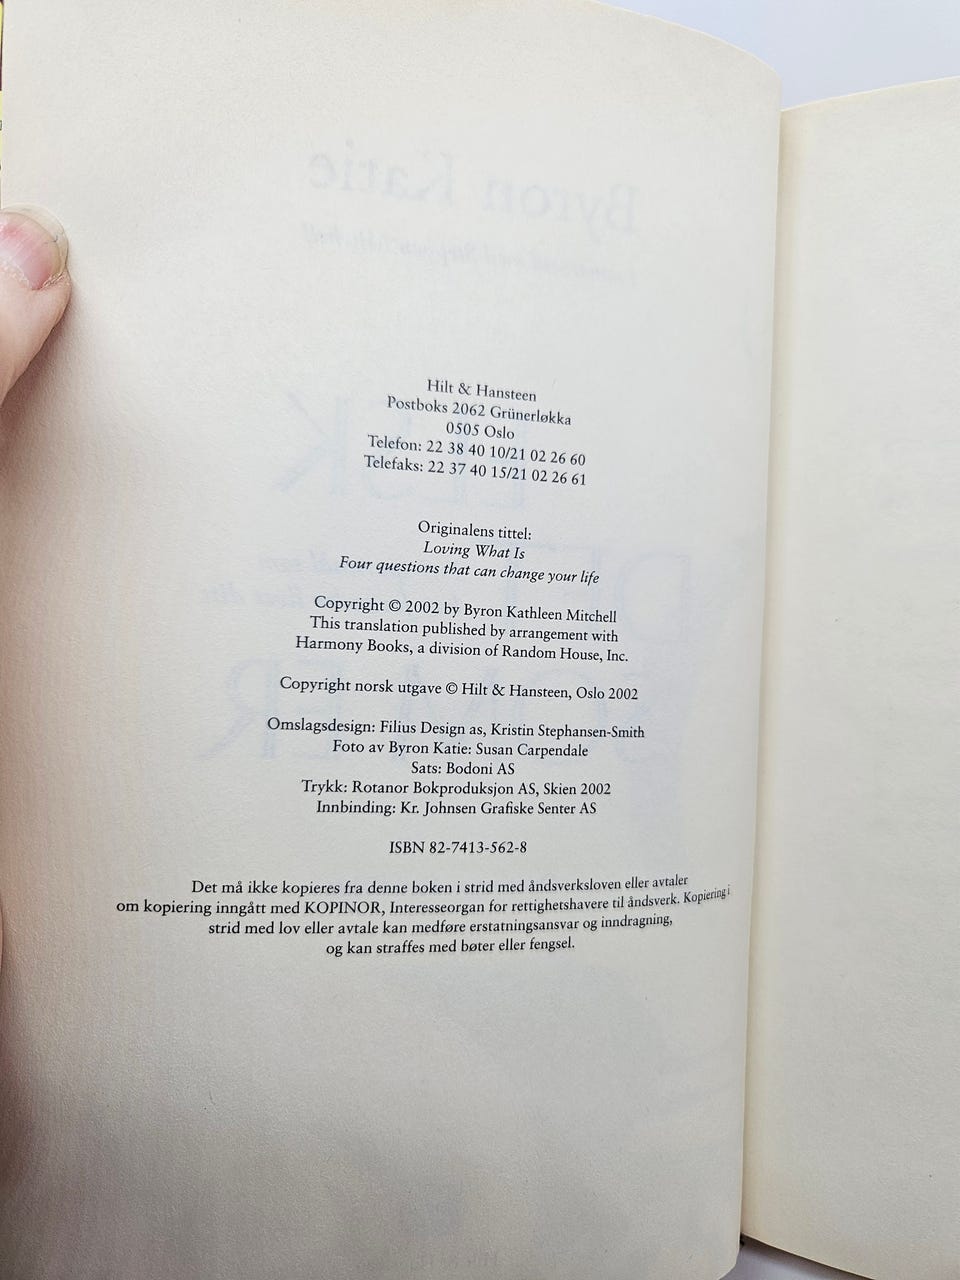 Byron Katie
Hilt & Hansteen
Postboks 2062 Grünerløkka
0505 Oslo
Telefon: 22 38 40 10/21 02 26 60
Telefaks: 22 37 40 15/21 02 26 61
Originalens tittel:
Loving What Is
Four questions that can change your life
Copyright © 2002 by Byron Kathleen Mitchell
This translation published by arrangement with
Harmony Books, a division of Random House, Inc.
Copyright norsk utgave © Hilt & Hansteen, Oslo 2002
Omslagsdesign: Filius Design as, Kristin Stephansen-Smith
Foto av Byron Katie: Susan Carpendale
Sats: Bodoni AS
Trykk: Rotanor Bokproduksjon AS, Skien 2002
Innbinding: Kr. Johnsen Grafiske Senter AS
ISBN 82-7413-562-8
Det må ikke kopieres fra denne boken i strid med åndsverksloven eller avtaler
om kopiering inngått med KOPINOR, Interesseorgan for rettighetshavere til åndsverk. Kopiering i
strid med lov eller avtale kan medføre erstatningsansvar og inndragning,
og kan straffes med bøter eller fengsel.